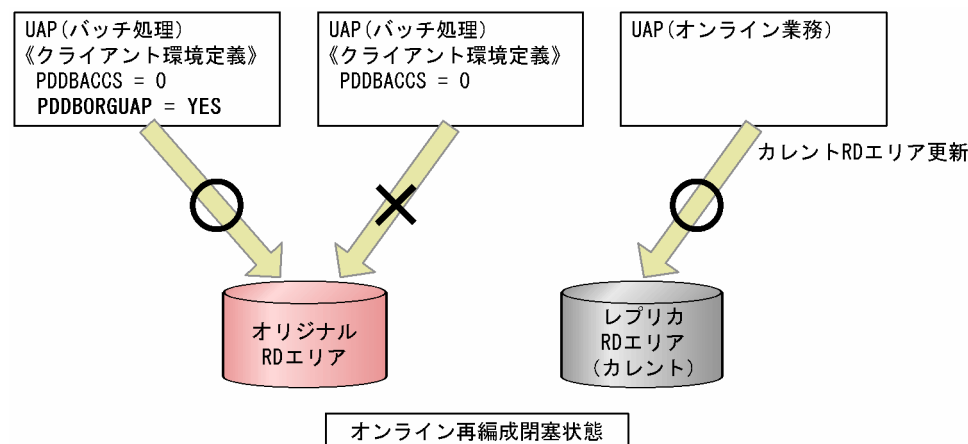 UAP(バッチ処理)
《クライアント環境定義》
PDDBACCS = 0
PDDBORGUAP = YES
UAP(バッチ処理)
《クライアント環境定義》
PDDBACCS = 0
UAP(オンライン業務)
カレントRDエリア更新
オリジナル
RDエリア
レプリカ
RDエリア
(カレント)
オンライン再編成閉塞状態